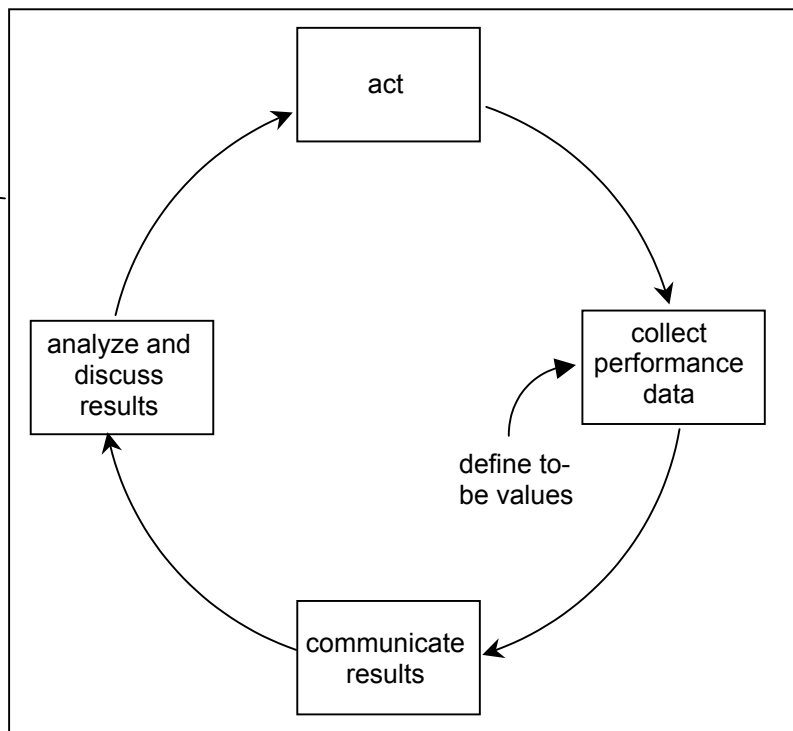 act
collect
performance
data
define to-
be values
communicate
results
analyze and
discuss
results